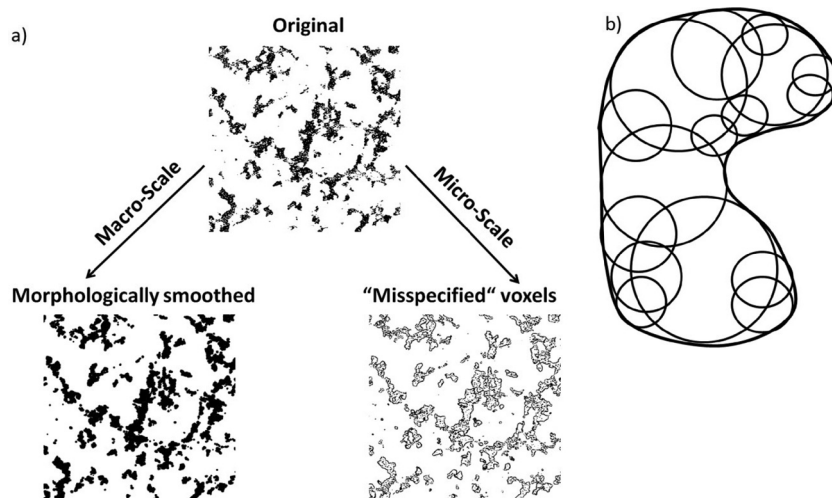 a)
Original
b)
Macro-Scale
Micro-Scale
Morphologically smoothed
“Misspecified“ voxels